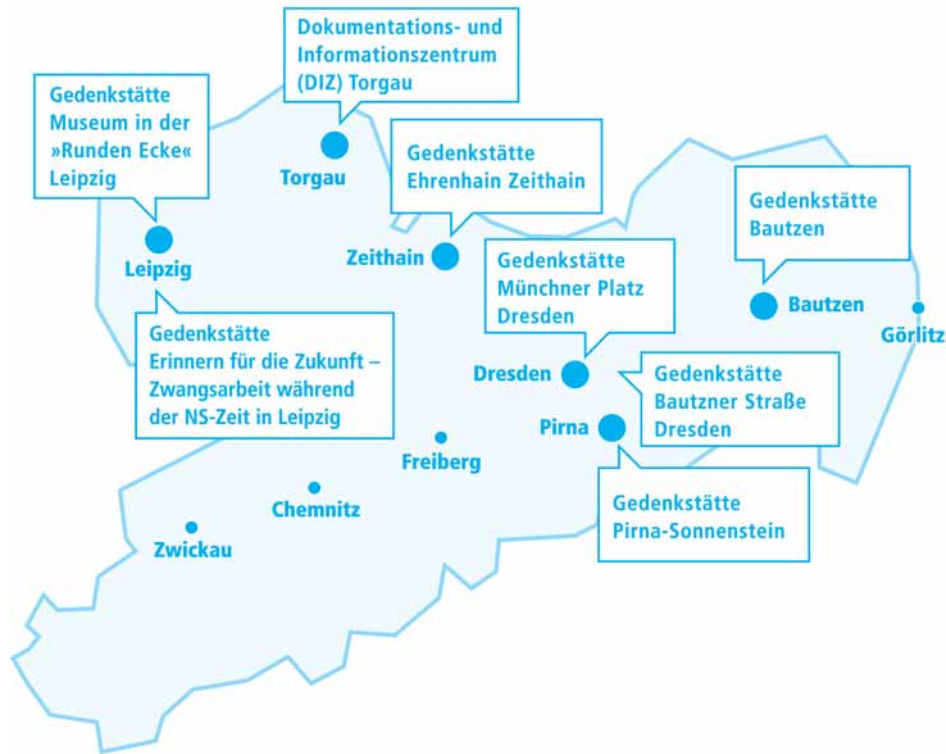 Dokumentations- und
Informationszentrum
(DIZ) Torgau
Gedenkstätte
Museum in der
»Runden Ecke«
Leipzig
Torgau
Gedenkstätte
Ehrenhain Zeithain
Gedenkstätte
Bautzen
Leipzig
Zeithain
Gedenkstätte
Münchner Platz
Dresden
Bautzen
Görlitz
Gedenkstätte
Erinnern für die Zukunft –
Zwangsarbeit während
der NS-Zeit in Leipzig
Dresden
Gedenkstätte
Bautzner Straße
Dresden
Pirna
Freiberg
Chemnitz
Gedenkstätte
Pirna-Sonnenstein
Zwickau